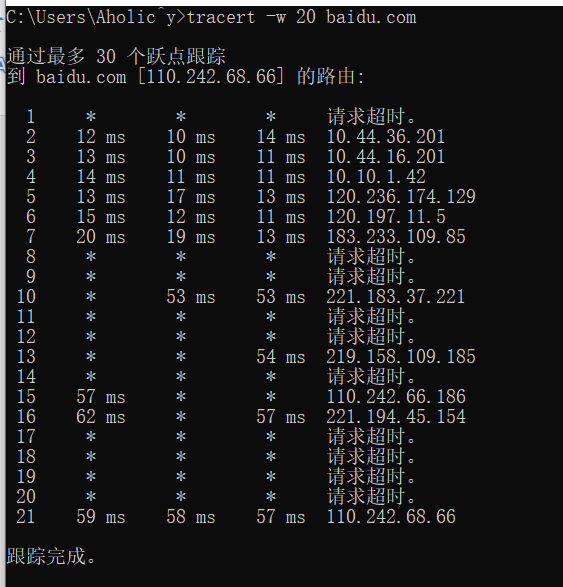 C:\Users\Aholic^y>tracert -w 20 baidu.com
通过最多 30 个跃点跟踪
到 baidu.com [110.242.68.66] 的路由:
1 * * * 请求超时。
2 12 ms 10 ms 14 ms 10.44.36.201
3 13 ms 10 ms 11 ms 10.44.16.201
4 14 ms 11 ms 11 ms 10.10.1.42
5 13 ms 17 ms 13 ms 120.236.174.129
6 15 ms 12 ms 11 ms 120.197.11.5
7 20 ms 19 ms 13 ms 183.233.109.85
8 * * * 请求超时。
9 * * * 请求超时。
10 * 53 ms 53 ms 221.183.37.221
11 * * * 请求超时。
12 * * * 请求超时。
13 * * 54 ms 219.158.109.185
14 * * * 请求超时。
15 57 ms * * 110.242.66.186
16 62 ms * 57 ms 221.194.45.154
17 * * * 请求超时。
18 * * * 请求超时。
19 * * * 请求超时。
20 * * * 请求超时。
21 59 ms 58 ms 57 ms 110.242.68.66
跟踪完成。